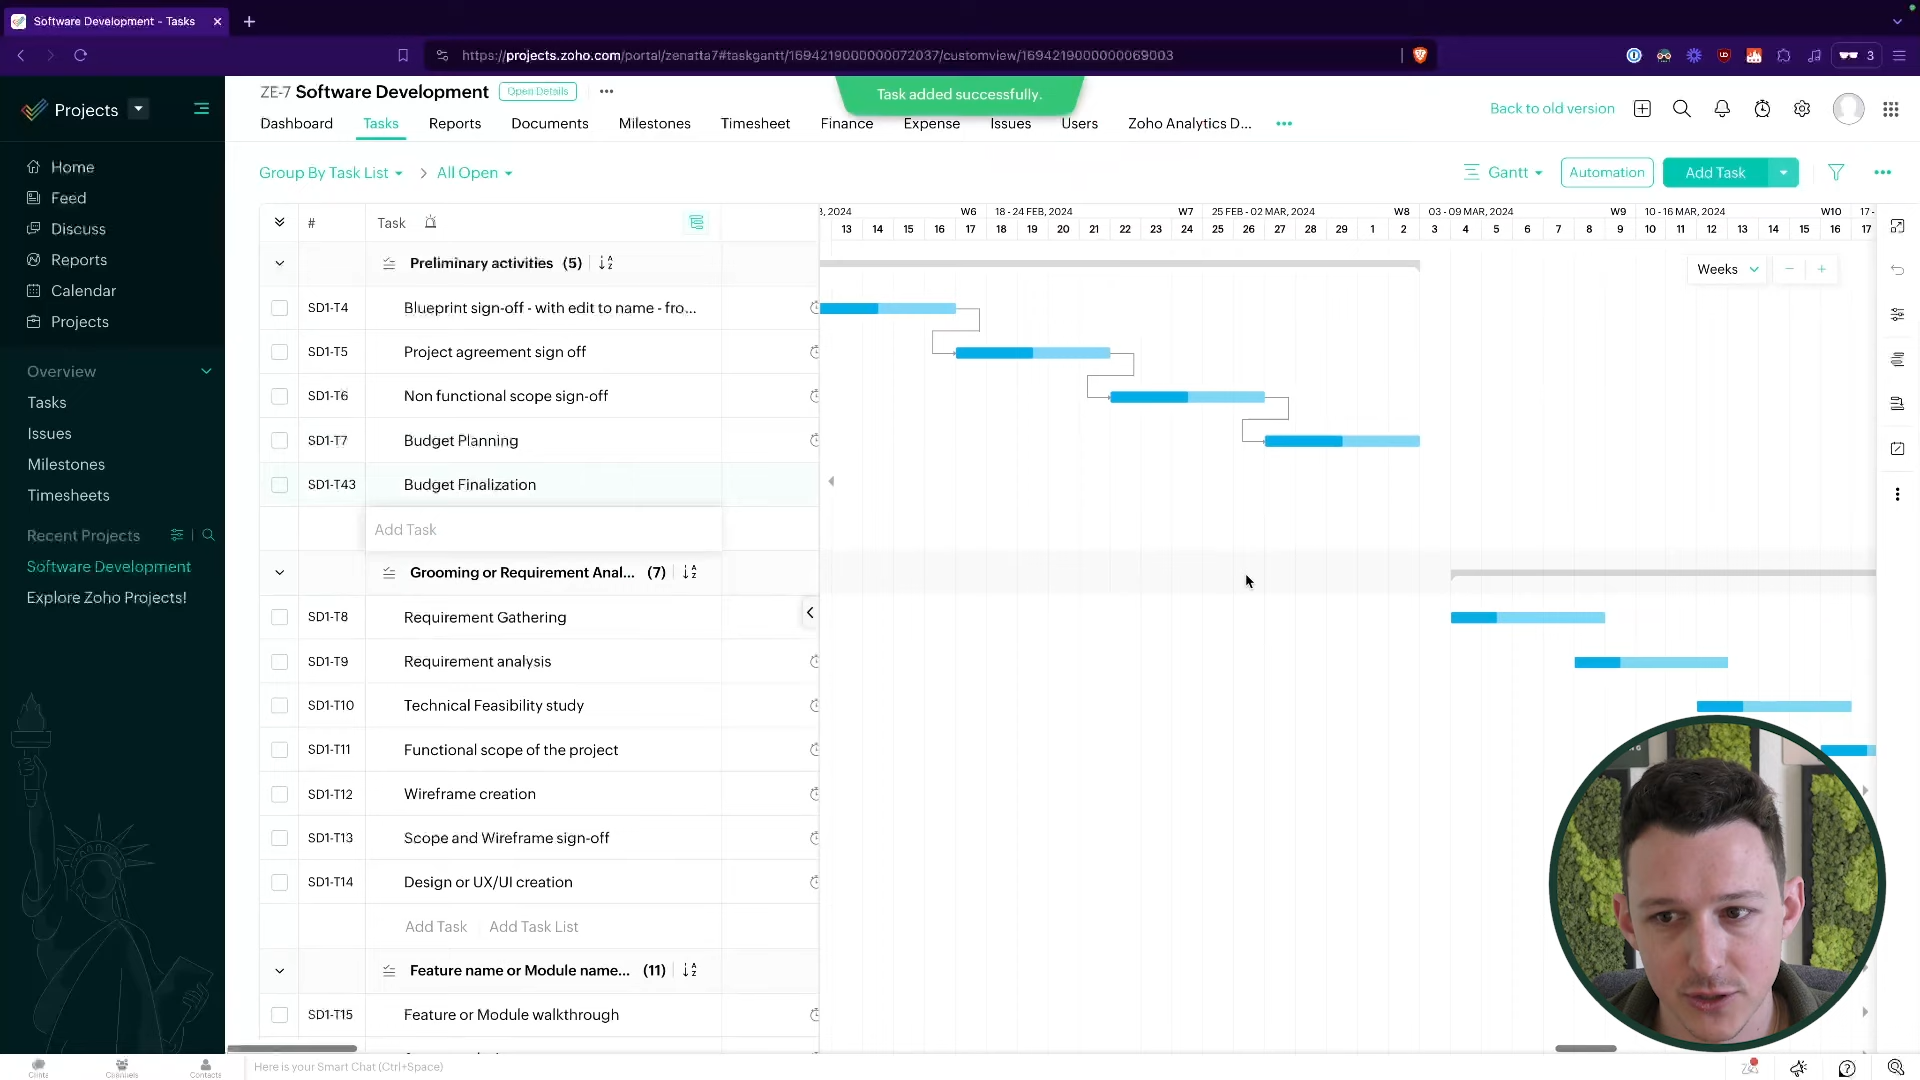 Software Development - Tasks
https://projects.zoho.com/portal/zenatta7#taskgantt/1694219000000072037/customview/1694219000000069003
3
Projects
ZE-7 Software Development
Open Details
Task added successfully.
Back to old version
Dashboard
Tasks
Reports
Documents
Milestones
Timesheet
Finance
Expense
Issues
Users
Zoho Analytics D...
Home
Feed
Discuss
Reports
Calendar
Projects
Overview
Tasks
Issues
Milestones
Timesheets
Recent Projects
Software Development
Explore Zoho Projects!
Group By Task List
All Open
Gantt
Automation
Add Task
#
Task
3, 2024 W6 18 - 24 FEB, 2024 W7 25 FEB - 02 MAR, 2024 W8 03 - 09 MAR, 2024 W9 10 - 16 MAR, 2024 W10 17 -
13 14 15 16 17 18 19 20 21 22 23 24 25 26 27 28 29 1 2 3 4 5 6 7 8 9 10 11 12 13 14 15 16 17
Weeks
Preliminary activities (5)
SD1-T4 Blueprint sign-off - with edit to name - fro...
SD1-T5 Project agreement sign off
SD1-T6 Non functional scope sign-off
SD1-T7 Budget Planning
SD1-T43 Budget Finalization
Add Task
Grooming or Requirement Anal... (7)
SD1-T8 Requirement Gathering
SD1-T9 Requirement analysis
SD1-T10 Technical Feasibility study
SD1-T11 Functional scope of the project
SD1-T12 Wireframe creation
SD1-T13 Scope and Wireframe sign-off
SD1-T14 Design or UX/UI creation
Add Task Add Task List
Feature name or Module name... (11)
SD1-T15 Feature or Module walkthrough
Chats
Channels
Contacts
Here is your Smart Chat (Ctrl+Space)